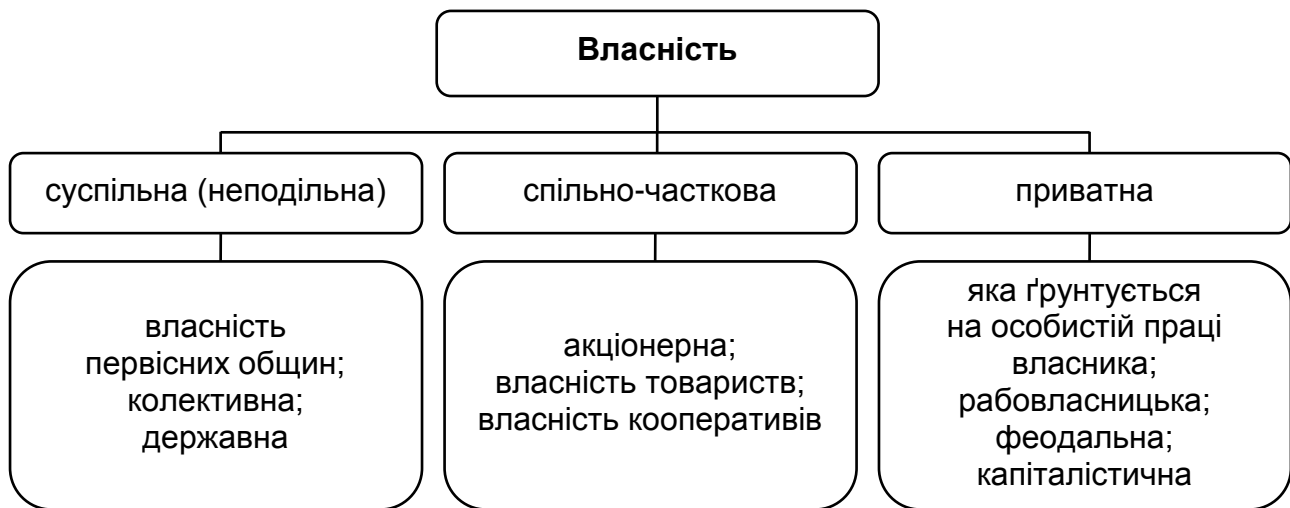 Власність
суспільна (неподільна)
спільно-часткова
приватна
власність
первісних общин;
колективна;
державна
акціонерна;
власність товариств;
власність кооперативів
яка ґрунтується
на особистій праці
власника;
рабовласницька;
феодальна;
капіталістична